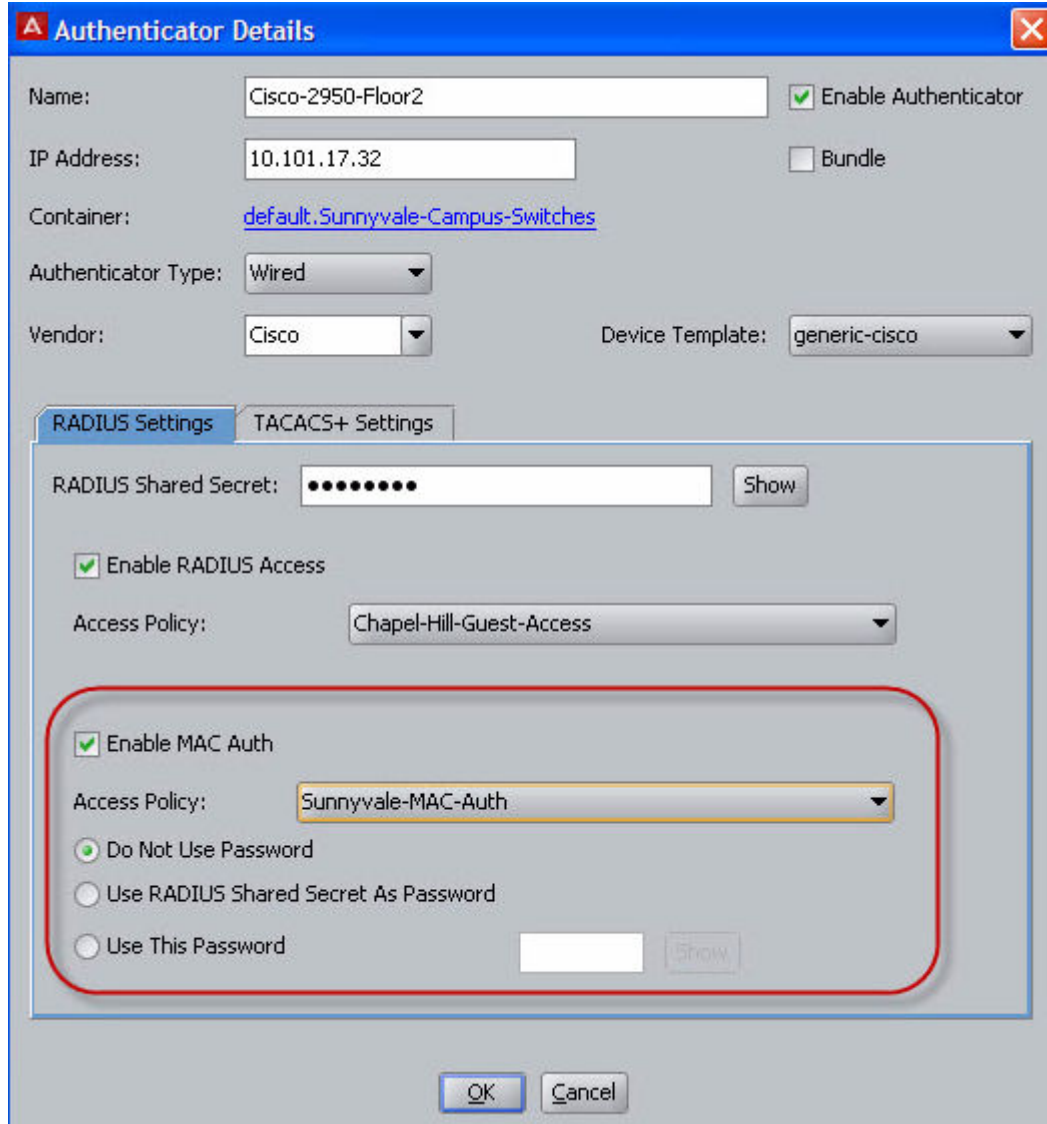 Authenticator Details
Name: Cisco-2950-Floor2 Enable Authenticator
IP Address: 10.101.17.32 Bundle
Container: default.Sunnyvale-Campus-Switches
Authenticator Type: Wired
Vendor: Cisco Device Template: generic-cisco
RADIUS Settings TACACS+ Settings
RADIUS Shared Secret: •••••••• Show
Enable RADIUS Access
Access Policy: Chapel-Hill-Guest-Access
Enable MAC Auth
Access Policy: Sunnyvale-MAC-Auth
Do Not Use Password
Use RADIUS Shared Secret As Password
Use This Password Show
OK Cancel